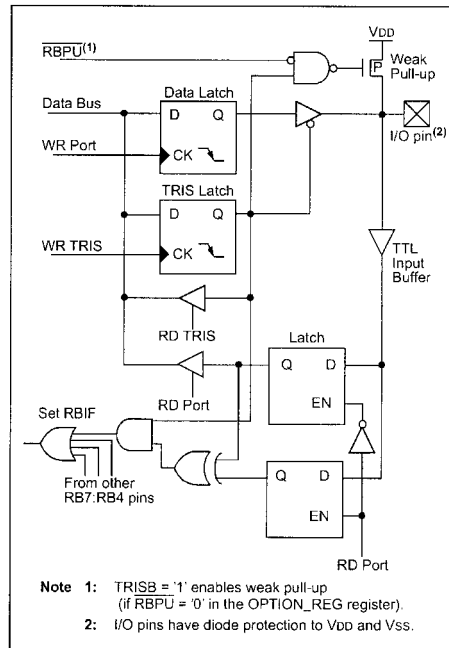 VDD
RBPU(1)
Weak
Pull-up
P
Data Latch
Data Bus
D Q
I/O pin(2)
WR Port
CK
TRIS Latch
D Q
TTL
Input
Buffer
WR TRIS
CK
RD TRIS
Latch
Q D
RD Port
EN
Set RBIF
Q D
From other
RB7:RB4 pins
EN
RD Port
Note 1: TRISB = '1' enables weak pull-up
(if RBPU = '0' in the OPTION_REG register).
2: I/O pins have diode protection to VDD and VSS.